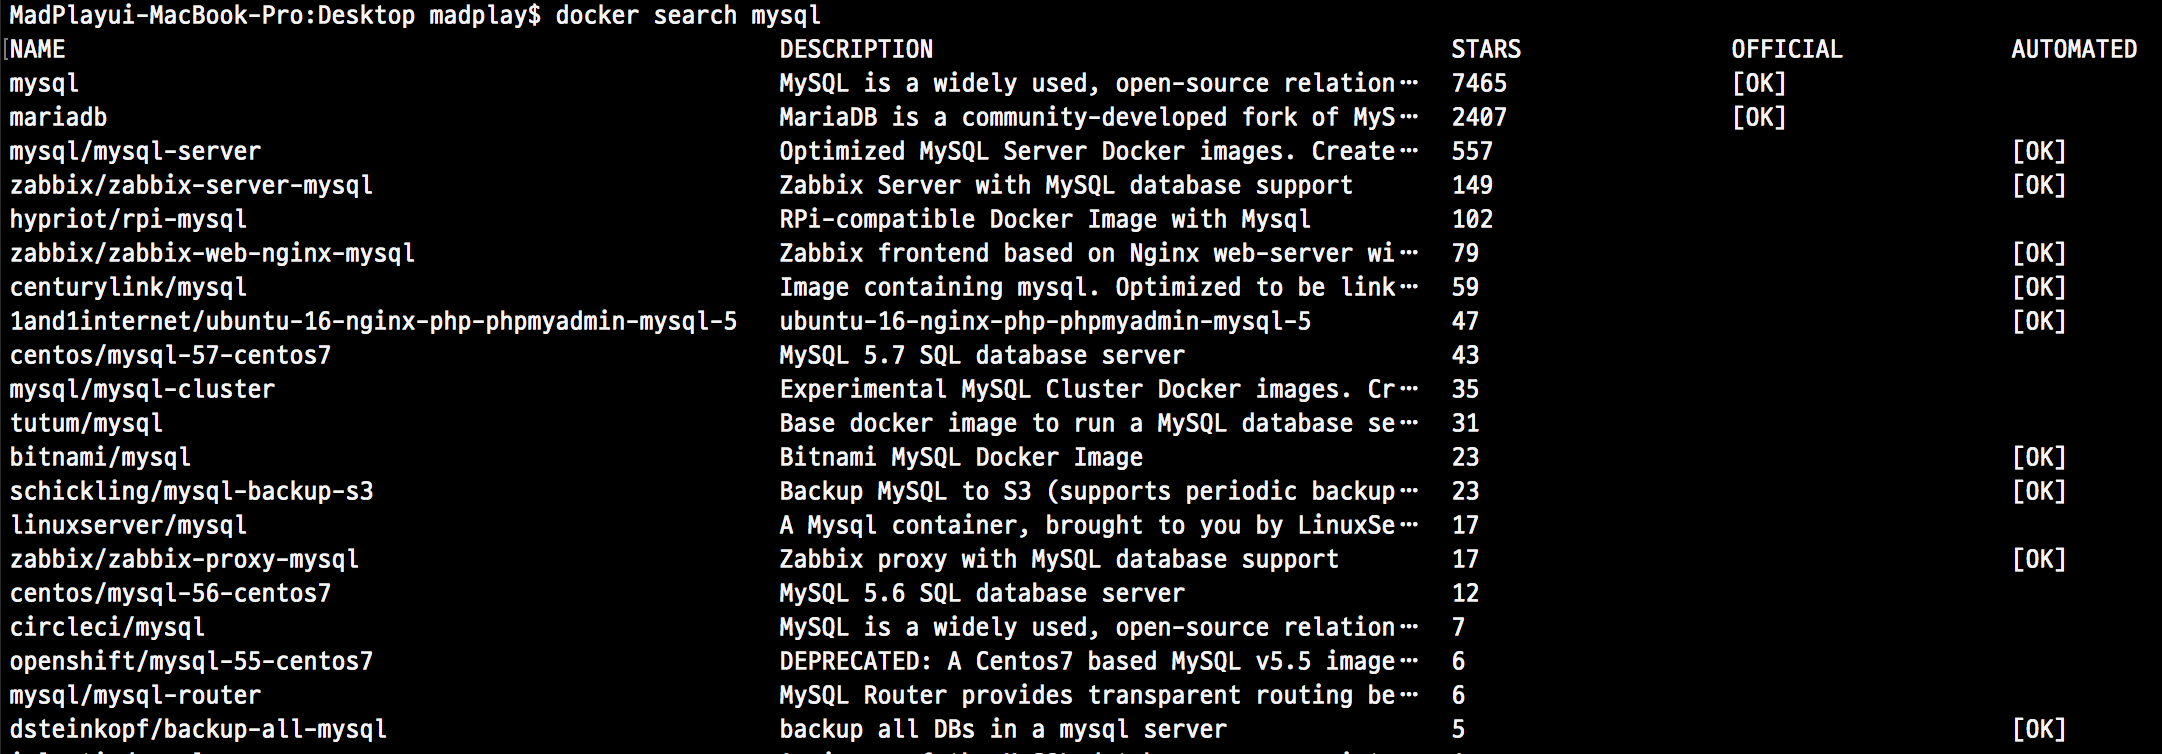 MadPlayui-MacBook-Pro:Desktop madplay$ docker search mysql
[NAME DESCRIPTION STARS OFFICIAL AUTOMATED
mysql MySQL is a widely used, open-source relation… 7465 [OK]
mariadb MariaDB is a community-developed fork of MyS… 2407 [OK]
mysql/mysql-server Optimized MySQL Server Docker images. Create… 557 [OK]
zabbix/zabbix-server-mysql Zabbix Server with MySQL database support 149 [OK]
hypriot/rpi-mysql RPi-compatible Docker Image with Mysql 102
zabbix/zabbix-web-nginx-mysql Zabbix frontend based on Nginx web-server wi… 79 [OK]
centurylink/mysql Image containing mysql. Optimized to be link… 59 [OK]
1and1internet/ubuntu-16-nginx-php-phpmyadmin-mysql-5 ubuntu-16-nginx-php-phpmyadmin-mysql-5 47 [OK]
centos/mysql-57-centos7 MySQL 5.7 SQL database server 43
mysql/mysql-cluster Experimental MySQL Cluster Docker images. Cr… 35
tutum/mysql Base docker image to run a MySQL database se… 31
bitnami/mysql Bitnami MySQL Docker Image 23 [OK]
schickling/mysql-backup-s3 Backup MySQL to S3 (supports periodic backup… 23 [OK]
linuxserver/mysql A Mysql container, brought to you by LinuxSe… 17
zabbix/zabbix-proxy-mysql Zabbix proxy with MySQL database support 17 [OK]
centos/mysql-56-centos7 MySQL 5.6 SQL database server 12
circleci/mysql MySQL is a widely used, open-source relation… 7
openshift/mysql-55-centos7 DEPRECATED: A Centos7 based MySQL v5.5 image… 6
mysql/mysql-router MySQL Router provides transparent routing be… 6
dsteinkopf/backup-all-mysql backup all DBs in a mysql server 5 [OK]